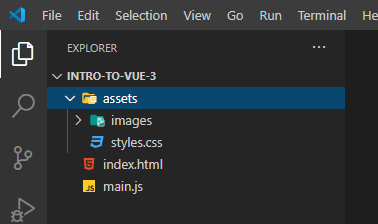 File Edit Selection View Go Run Terminal
EXPLORER
INTRO-TO-VUE-3
assets
images
styles.css
index.html
JS main.js